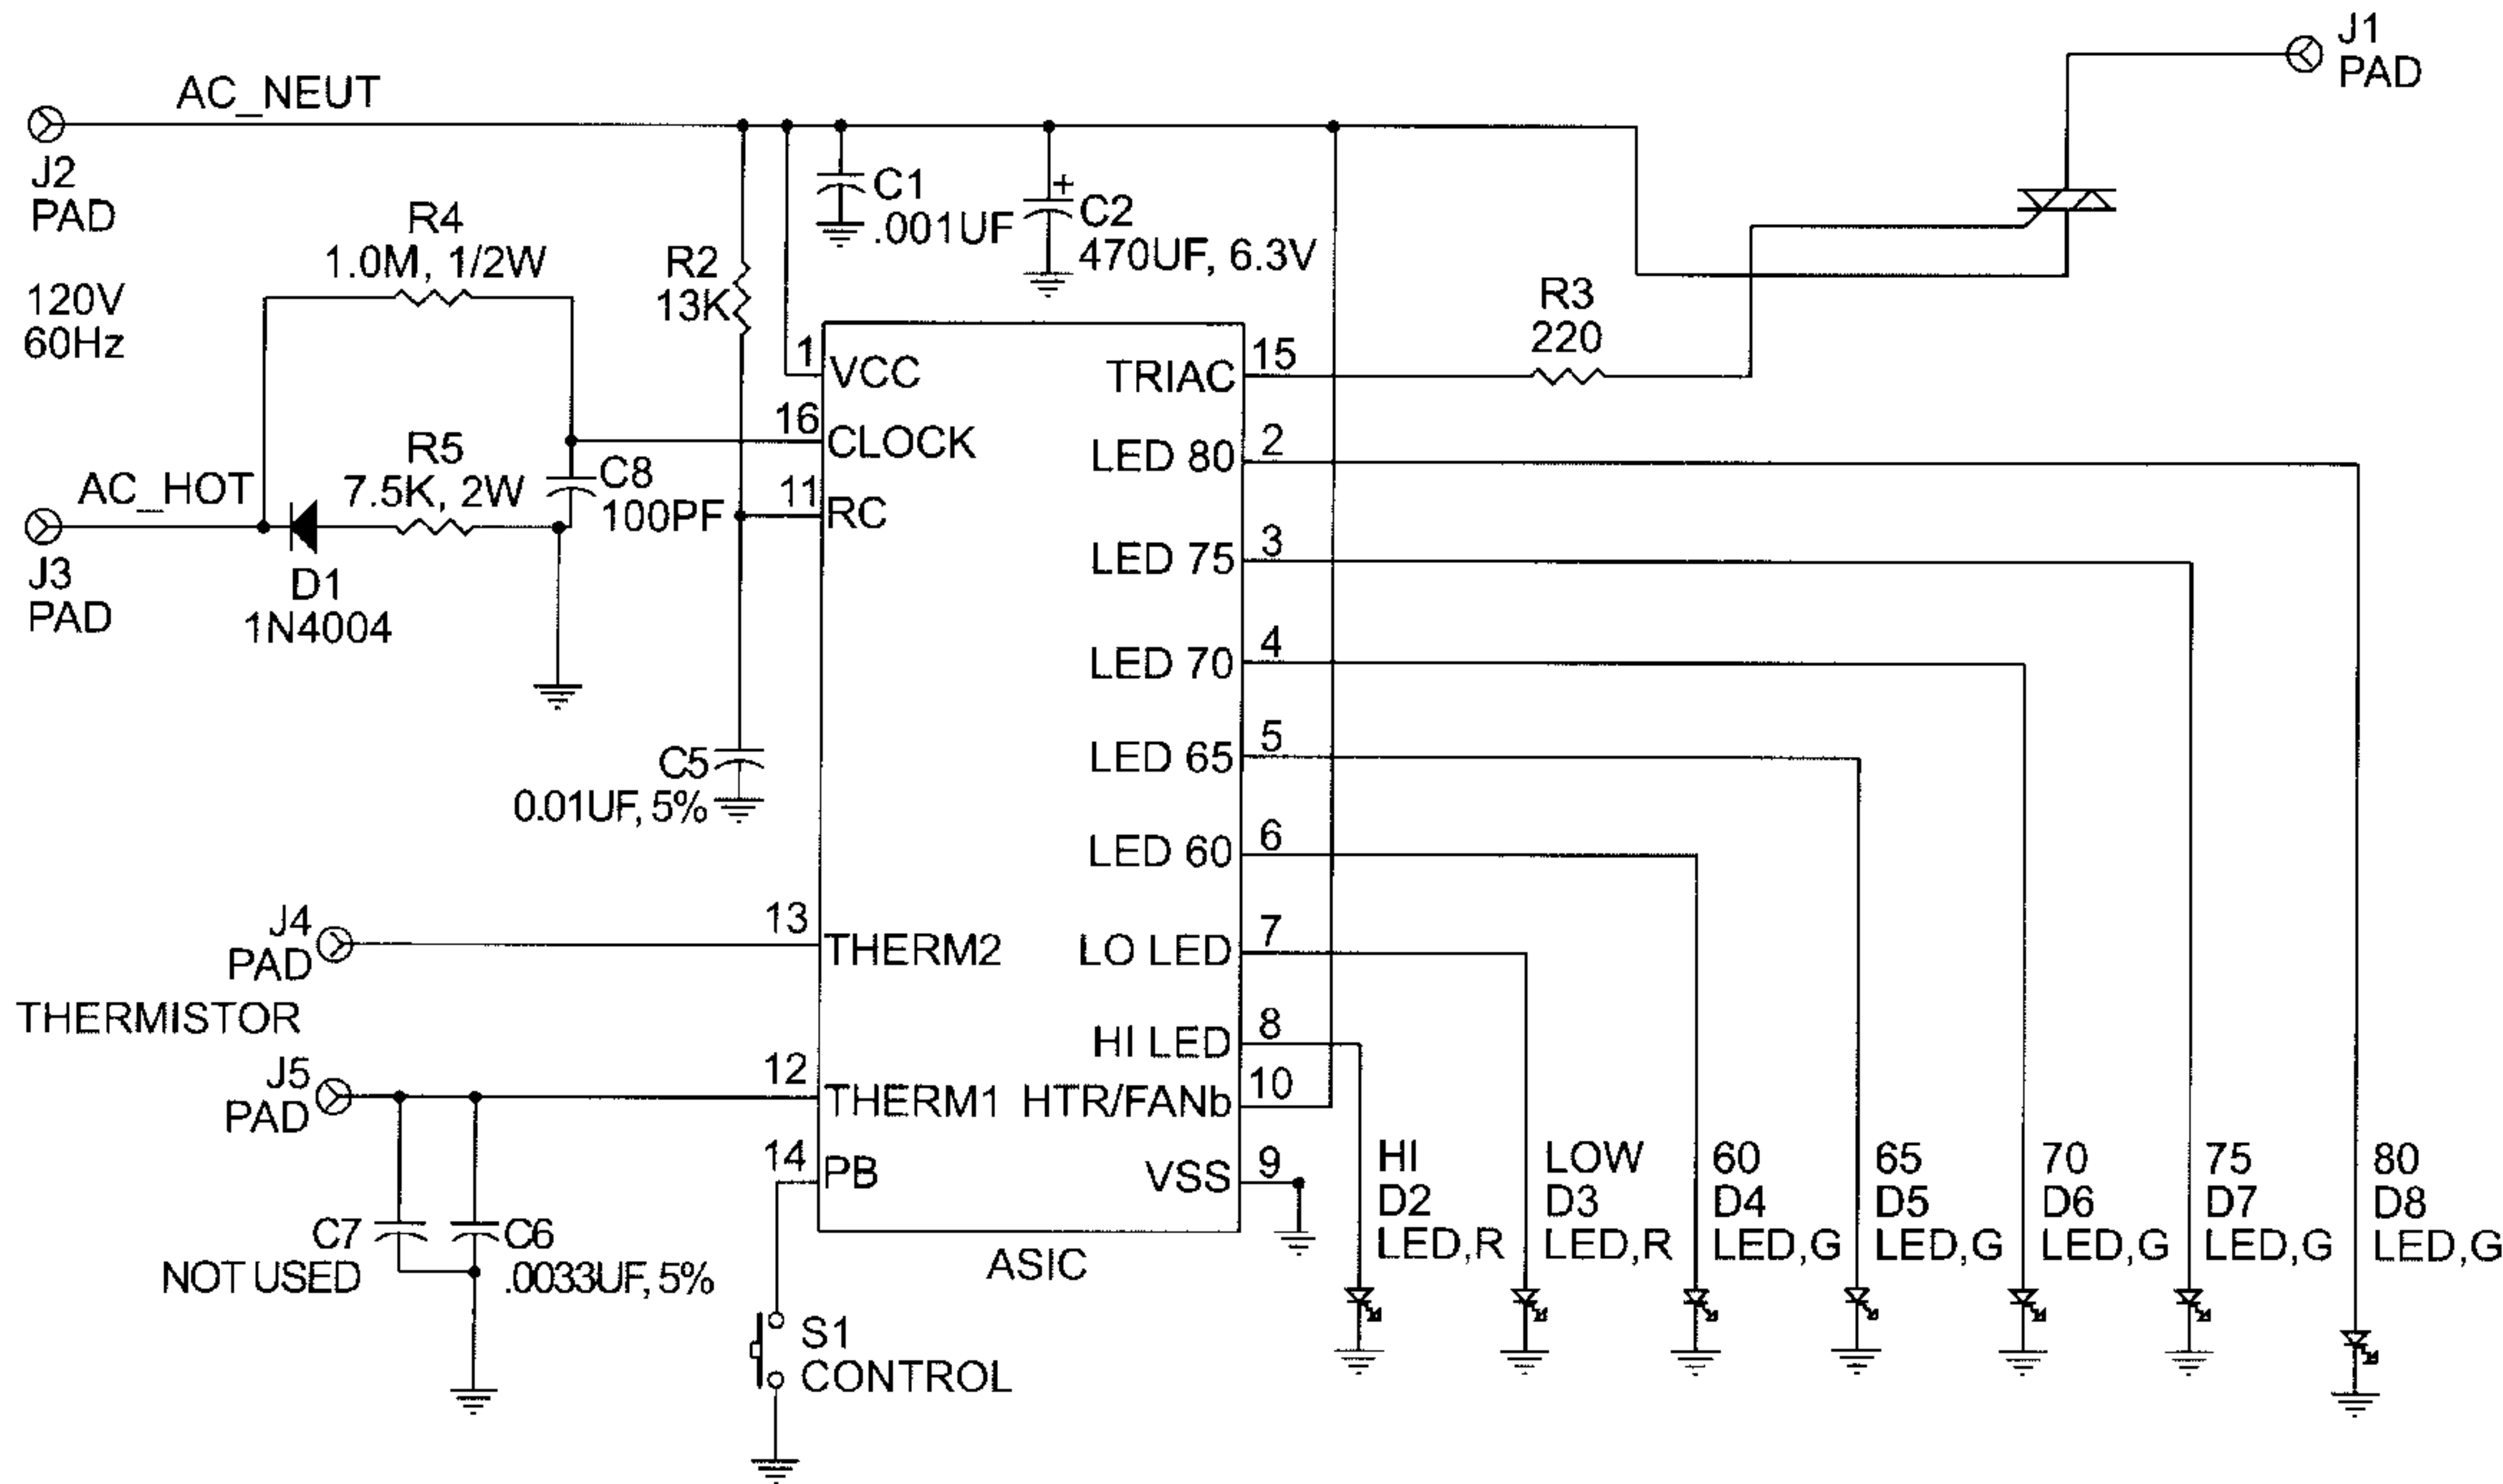 J1
PAD
AC_NEUT
J2
PAD
120V
60Hz
R4
1.0M, 1/2W
R2
13K
C1
.001UF
C2
+
470UF, 6.3V
R3
220
AC_HOT
J3
PAD
D1
1N4004
R5
7.5K, 2W
C8
100PF
1
VCC
16
CLOCK
11
RC
C5
0.01UF, 5%
13
THERM2
12
THERM1
14
PB
TRIAC
15
LED 80
2
LED 75
3
LED 70
4
LED 65
5
LED 60
6
LO LED
7
HI LED
8
HTR/FANb
10
VSS
9
ASIC
J4
PAD
THERMISTOR
J5
PAD
C7
NOT USED
C6
.0033UF, 5%
S1
CONTROL
HI
D2
LED,R
LOW
D3
LED,R
60
D4
LED,G
65
D5
LED,G
70
D6
LED,G
75
D7
LED,G
80
D8
LED,G